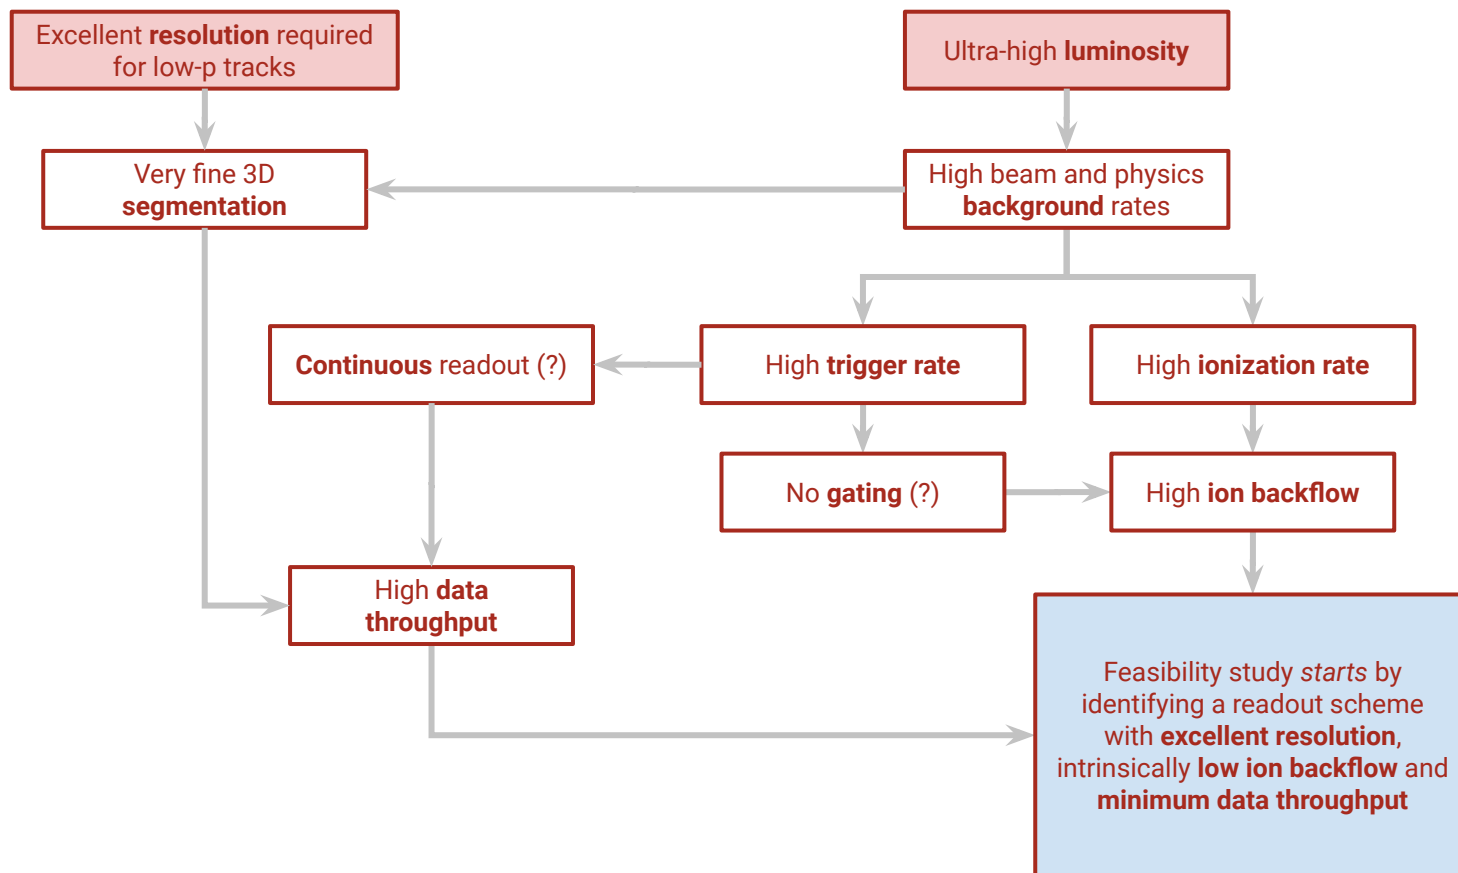 Excellent resolution required
for low-p tracks
Ultra-high luminosity
Very fine 3D
segmentation
High beam and physics
background rates
Continuous readout (?)
High trigger rate
High ionization rate
No gating (?)
High ion backflow
High data
throughput
Feasibility study starts by
identifying a readout scheme
with excellent resolution,
intrinsically low ion backflow and
minimum data throughput